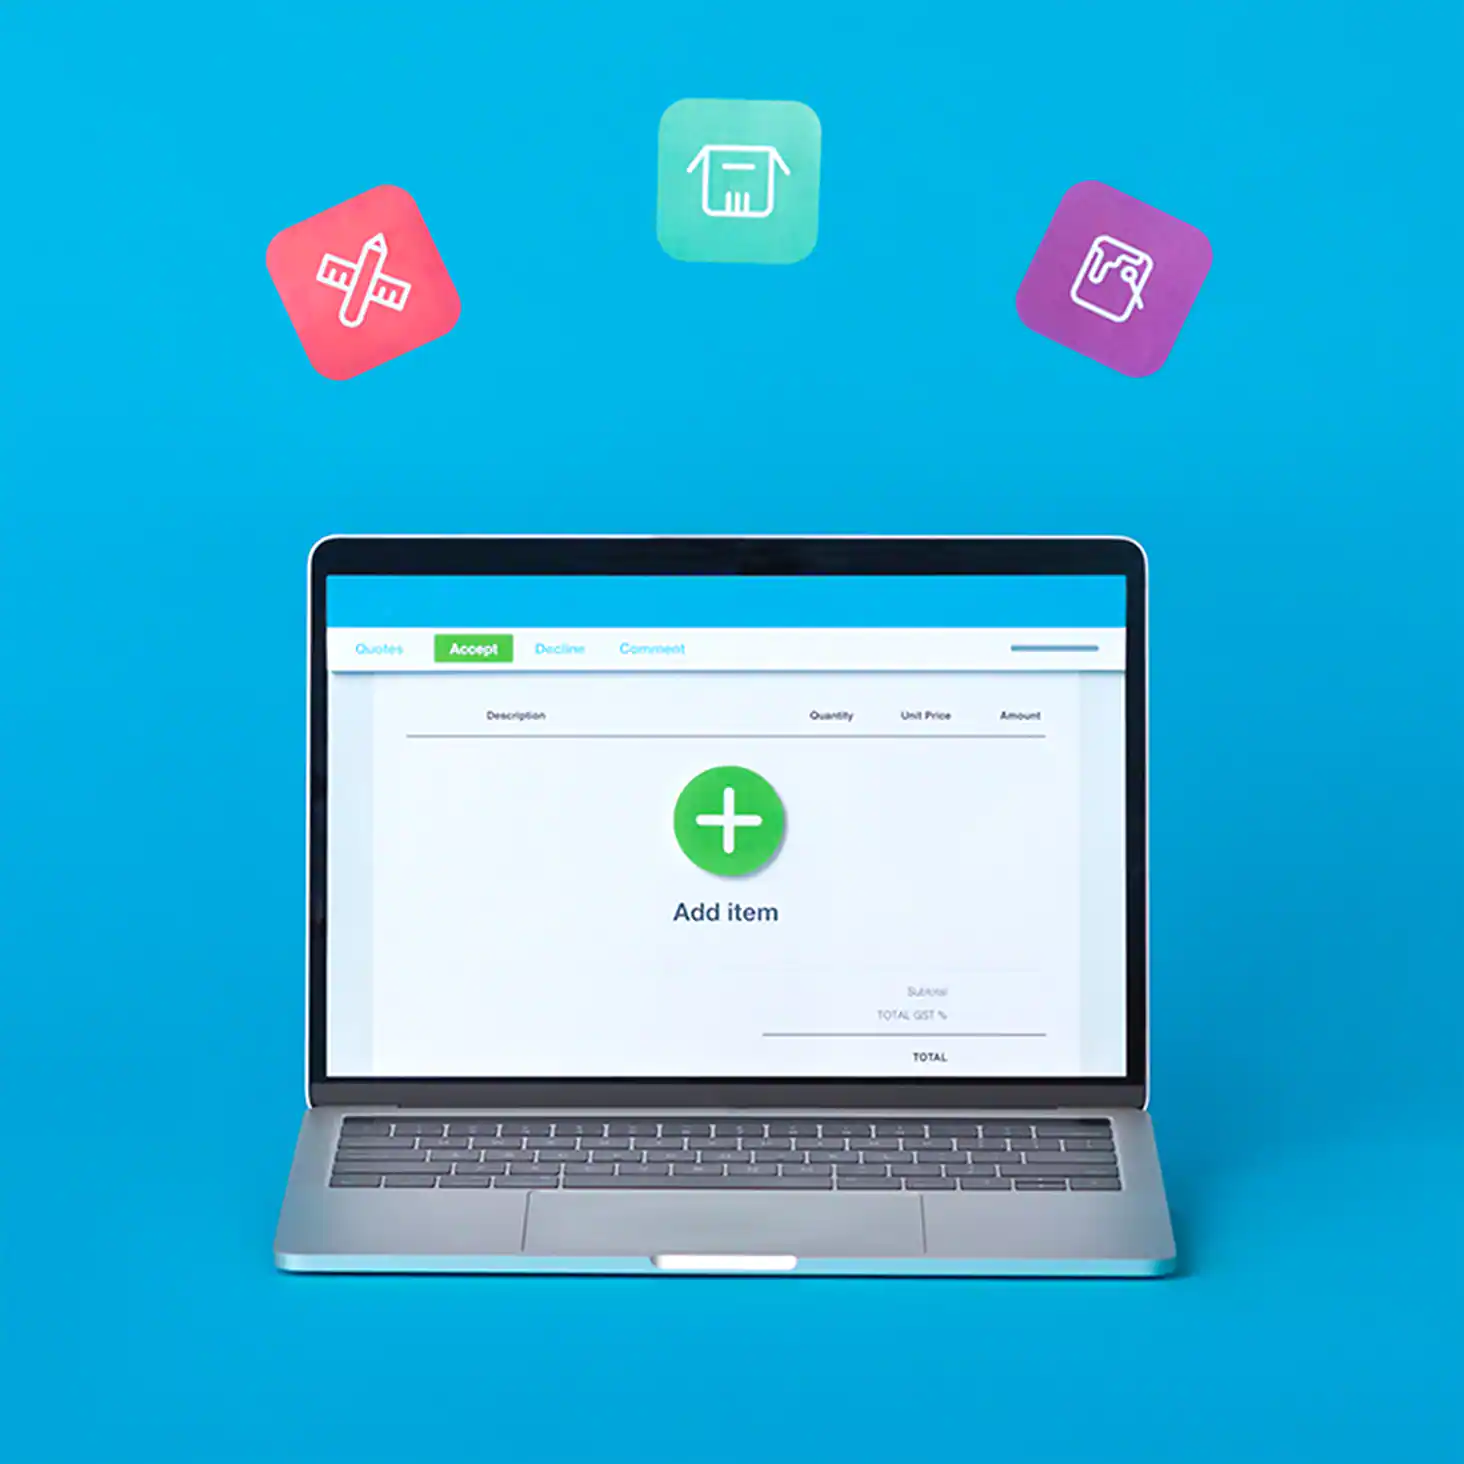 Quotes Accept Decline Comment
Description Quantity Unit Price Amount
Add item
Subtotal
TOTAL GST %
TOTAL